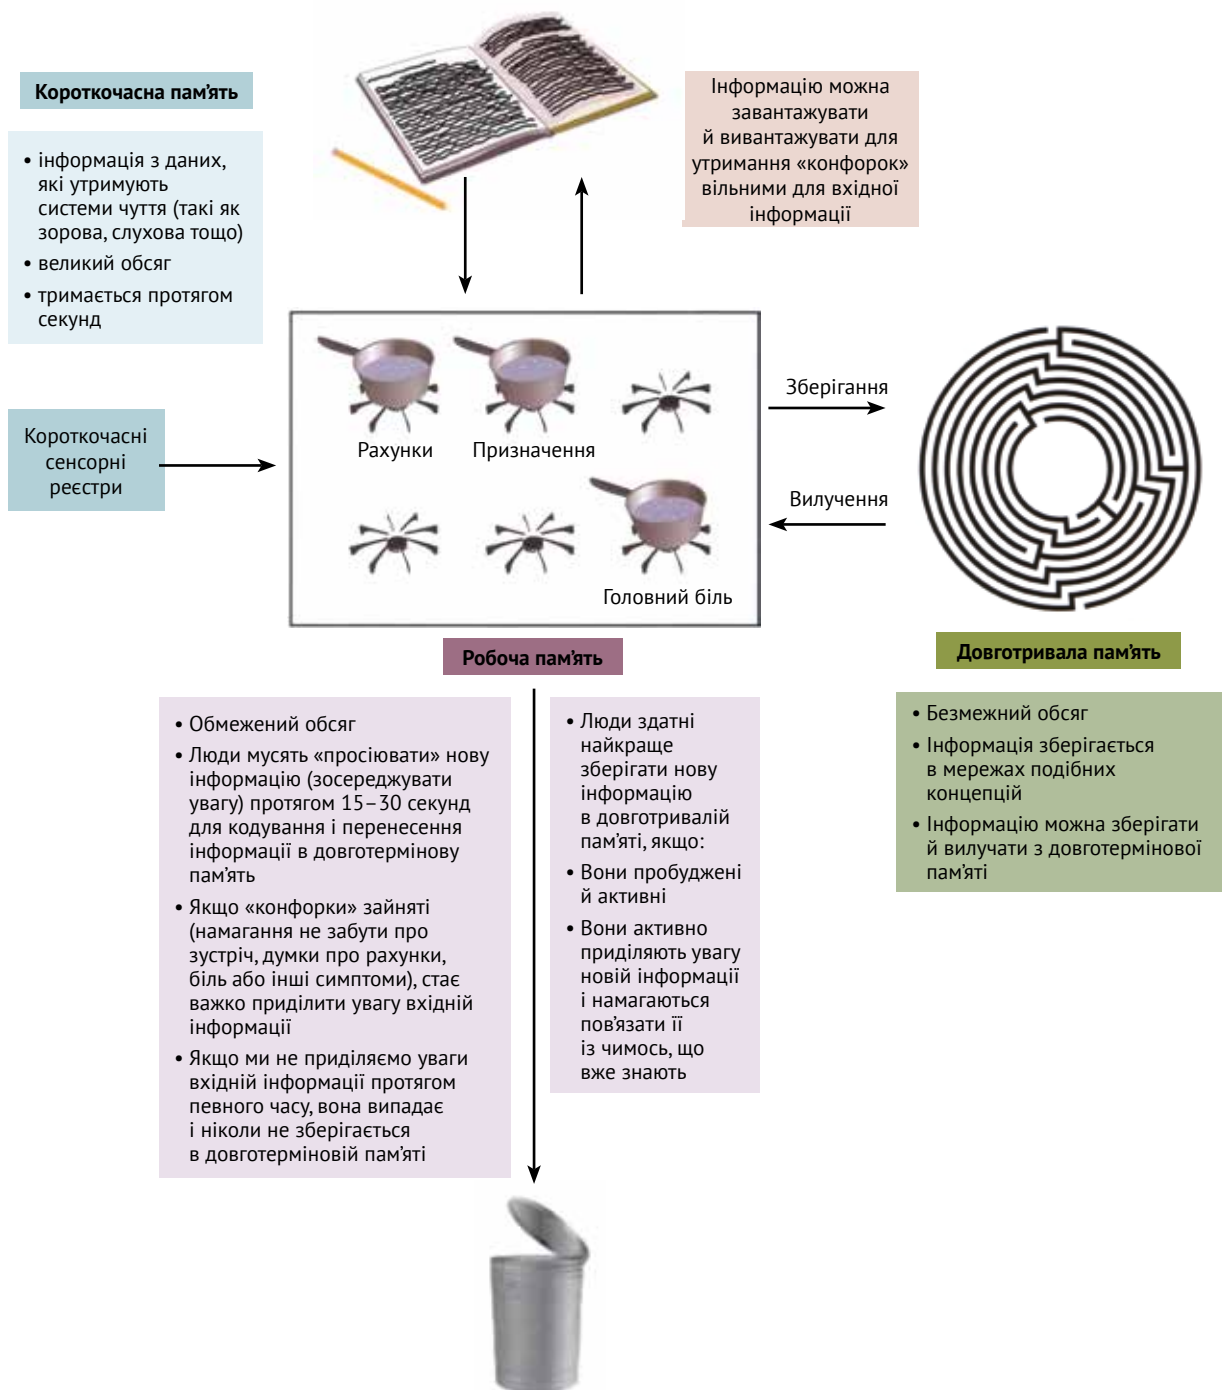 Короткочасна пам'ять
• інформація з даних,
які утримують
системи чуття (такі як
зорова, слухова тощо)
• великий обсяг
• тримається протягом
секунд
Інформацію можна
завантажувати
й вивантажувати для
утримання «конфорок»
вільними для вхідної
інформації
Короткочасні
сенсорні
реєстри
Рахунки
Призначення
Головний біль
Зберігання
Вилучення
Робоча пам'ять
Довготривала пам'ять
• Обмежений обсяг
• Люди мусять «просіювати» нову
інформацію (зосереджувати
увагу) протягом 15–30 секунд
для кодування і перенесення
інформації в довготермінову
пам'ять
• Якщо «конфорки» зайняті
(намагання не забути про
зустріч, думки про рахунки,
біль або інші симптоми), стає
важко приділити увагу вхідній
інформації
• Якщо ми не приділяємо уваги
вхідній інформації протягом
певного часу, вона випадає
і ніколи не зберігається
в довготерміновій пам'яті
• Люди здатні
найкраще
зберігати нову
інформацію
в довготривалій
пам'яті, якщо:
• Вони пробуджені
й активні
• Вони активно
приділяють увагу
новій інформації
і намагаються
пов'язати її
із чимось, що
вже знають
• Безмежний обсяг
• Інформація зберігається
в мережах подібних
концепцій
• Інформацію можна зберігати
й вилучати з довготермінової
пам'яті